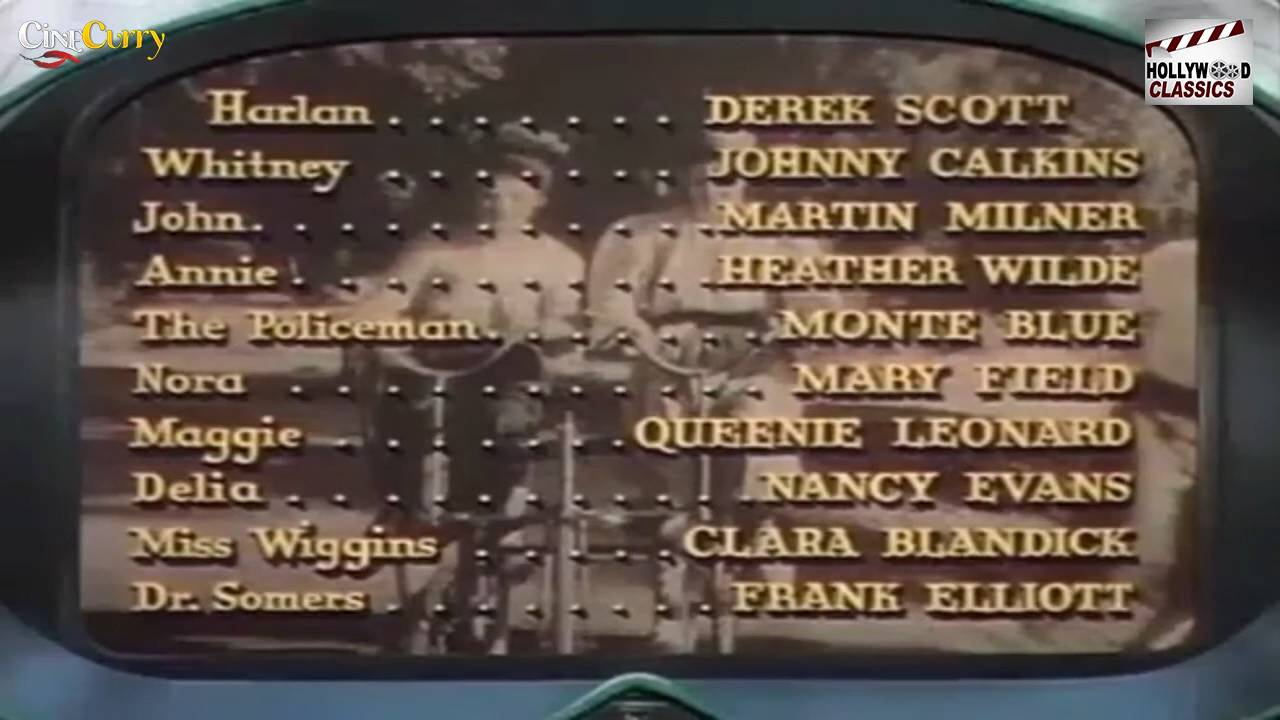 CINECURRY
HOLLYWOOD
CLASSICS
Harlan . . . . . . . DEREK SCOTT
Whitney . . . . . . . JOHNNY CALKINS
John . . . . . . . . . . MARTIN MILNER
Annie . . . . . . . . . HEATHER WILDE
The Policeman . . . . . . . MONTE BLUE
Nora . . . . . . . . . . MARY FIELD
Maggie . . . . . . . QUEENIE LEONARD
Delia . . . . . . . . . . NANCY EVANS
Miss Wiggins . . . . . CLARA BLANDICK
Dr. Somers . . . . . . . . FRANK ELLIOTT